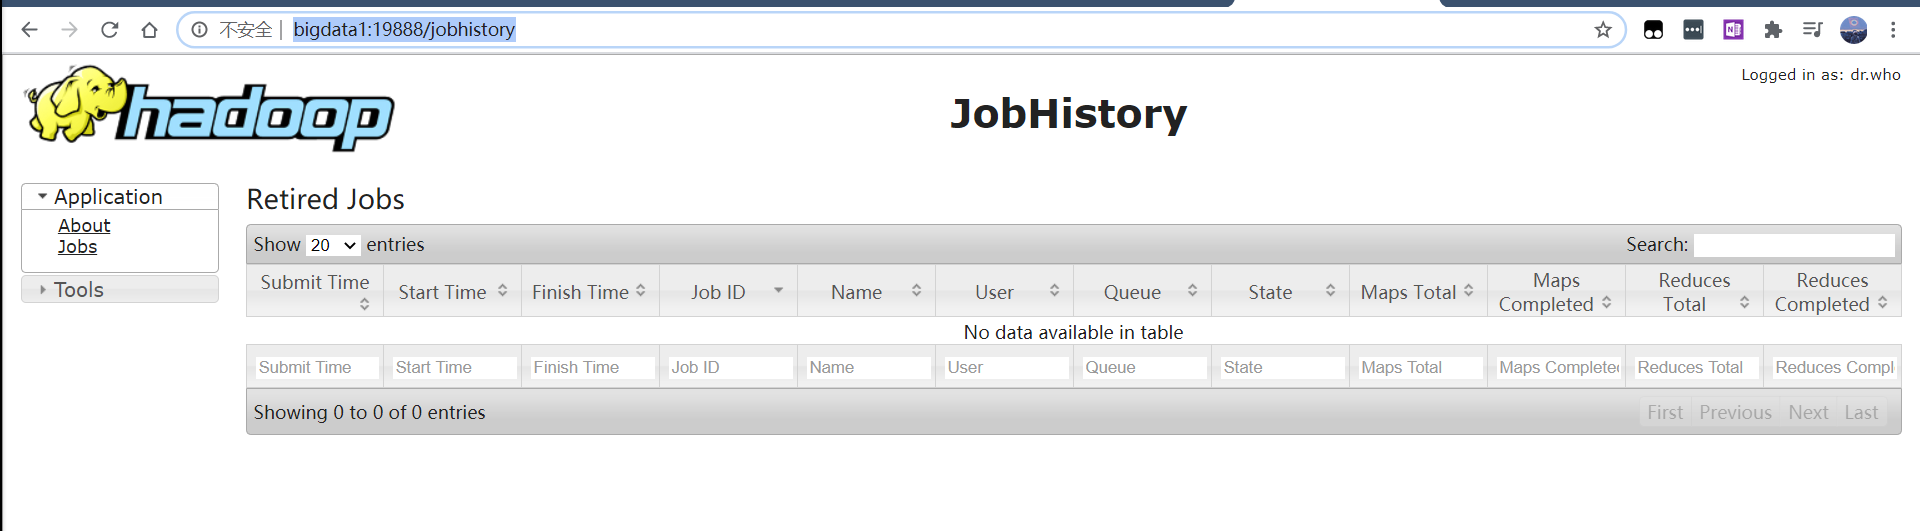 不安全 | bigdata1:19888/jobhistory
Logged in as: dr.who
hadoop
JobHistory
Application
About
Jobs
Tools
Retired Jobs
Show 20 entries
Search:
Submit Time Start Time Finish Time Job ID Name User Queue State Maps Total Maps Completed Reduces Total Reduces Completed
No data available in table
Submit Time Start Time Finish Time Job ID Name User Queue State Maps Total Maps Completed Reduces Total Reduces Compl
Showing 0 to 0 of 0 entries
First Previous Next Last